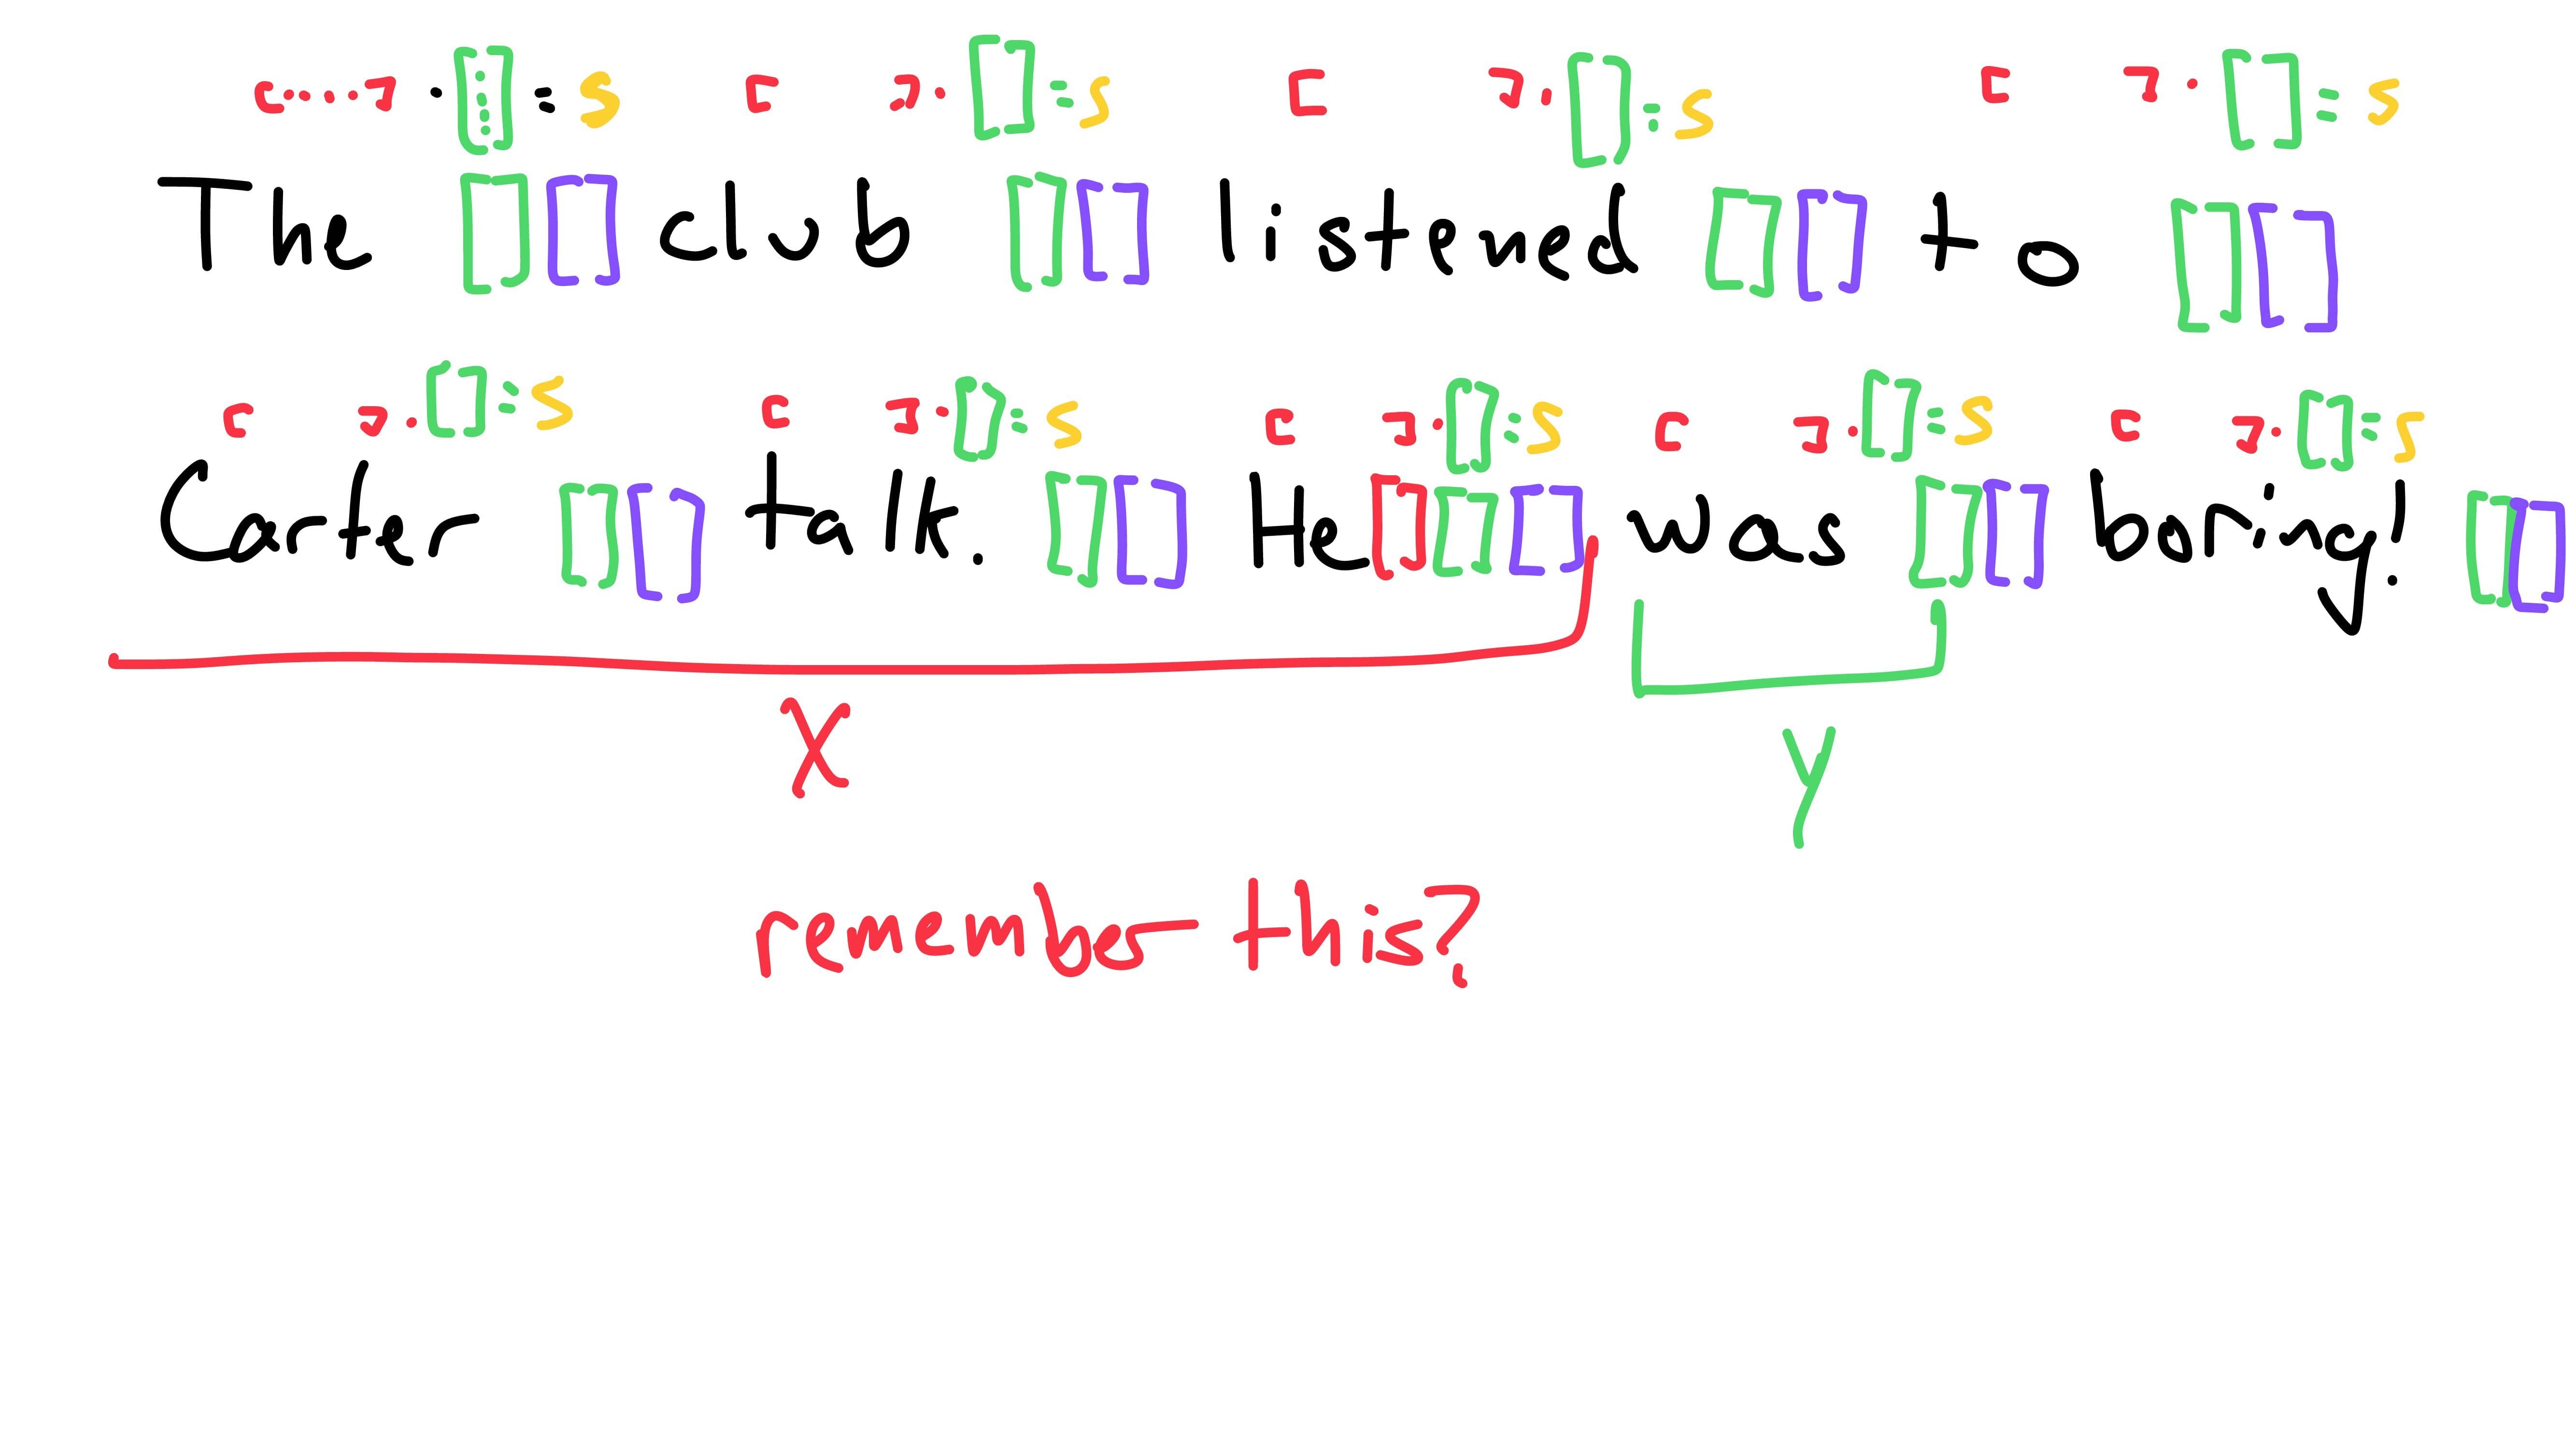 [....] · [⋮] = S [ ] · [ ] = S [ ] · [ ] = S [ ] · [ ] = S
The [ ] [ ] club [ ] [ ] listened [ ] [ ] to [ ] [ ]
[ ] · [ ] = S [ ] · [ ] = S [ ] · [ ] = S [ ] · [ ] = S [ ] · [ ] = S
Carter [ ] [ ] talk. [ ] [ ] He [ ] [ ] [ ] was [ ] [ ] boring! [ ] [ ]
X Y
remember this?